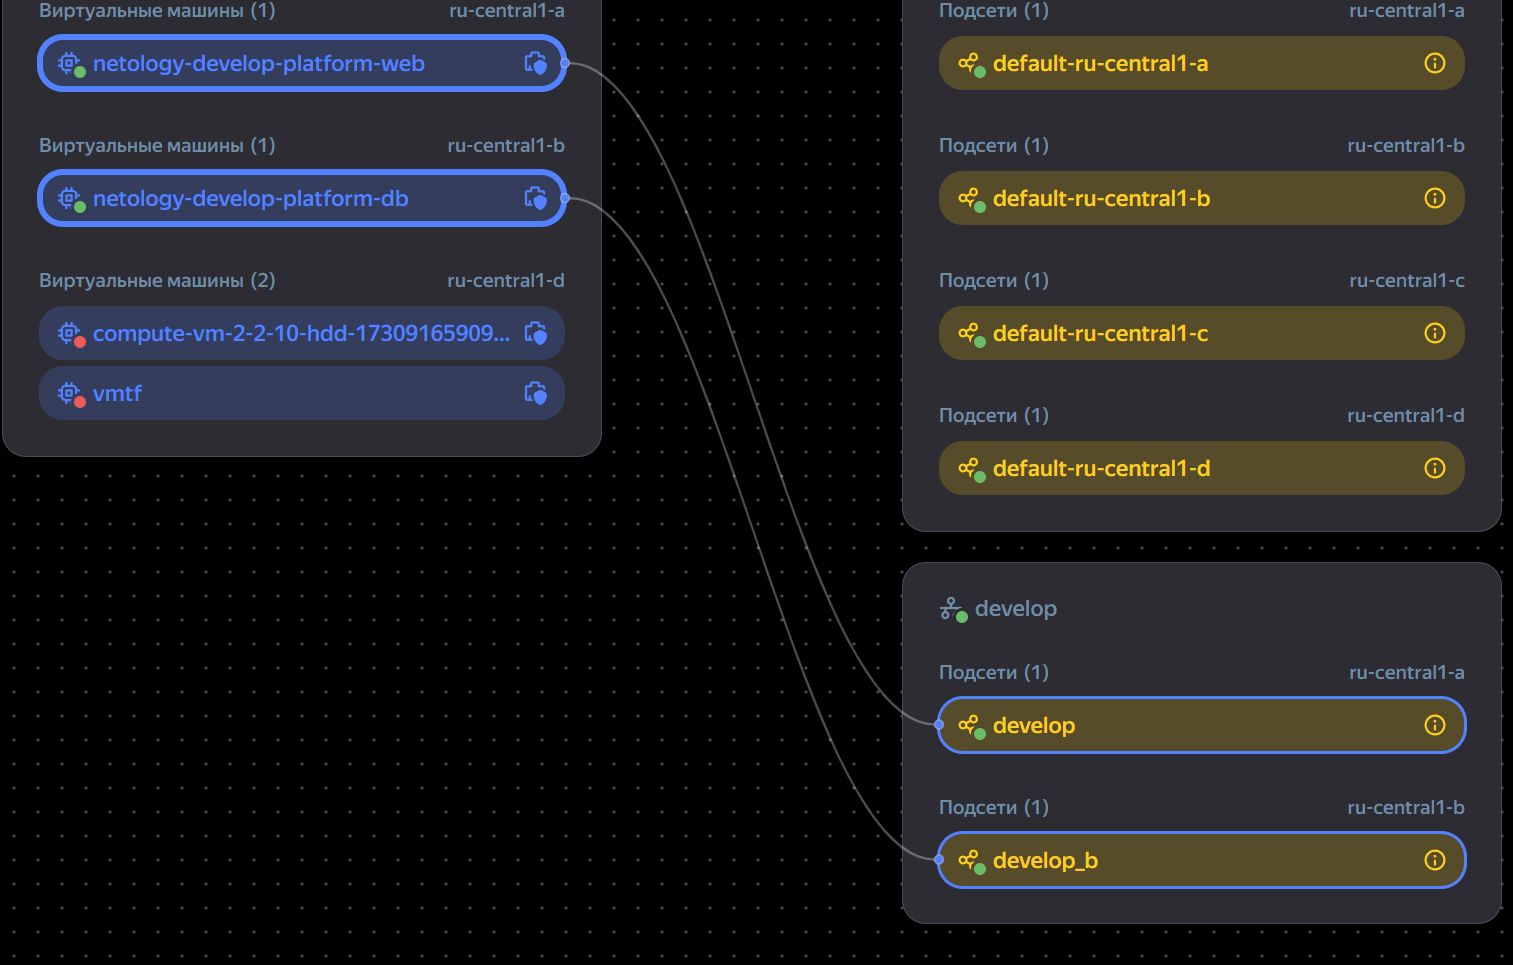 Виртуальные машины (1) ru-central1-a
netology-develop-platform-web
Виртуальные машины (1) ru-central1-b
netology-develop-platform-db
Виртуальные машины (2) ru-central1-d
compute-vm-2-2-10-hdd-17309165909...
vmtf
Подсети (1) ru-central1-a
default-ru-central1-a
Подсети (1) ru-central1-b
default-ru-central1-b
Подсети (1) ru-central1-c
default-ru-central1-c
Подсети (1) ru-central1-d
default-ru-central1-d
develop
Подсети (1) ru-central1-a
develop
Подсети (1) ru-central1-b
develop_b